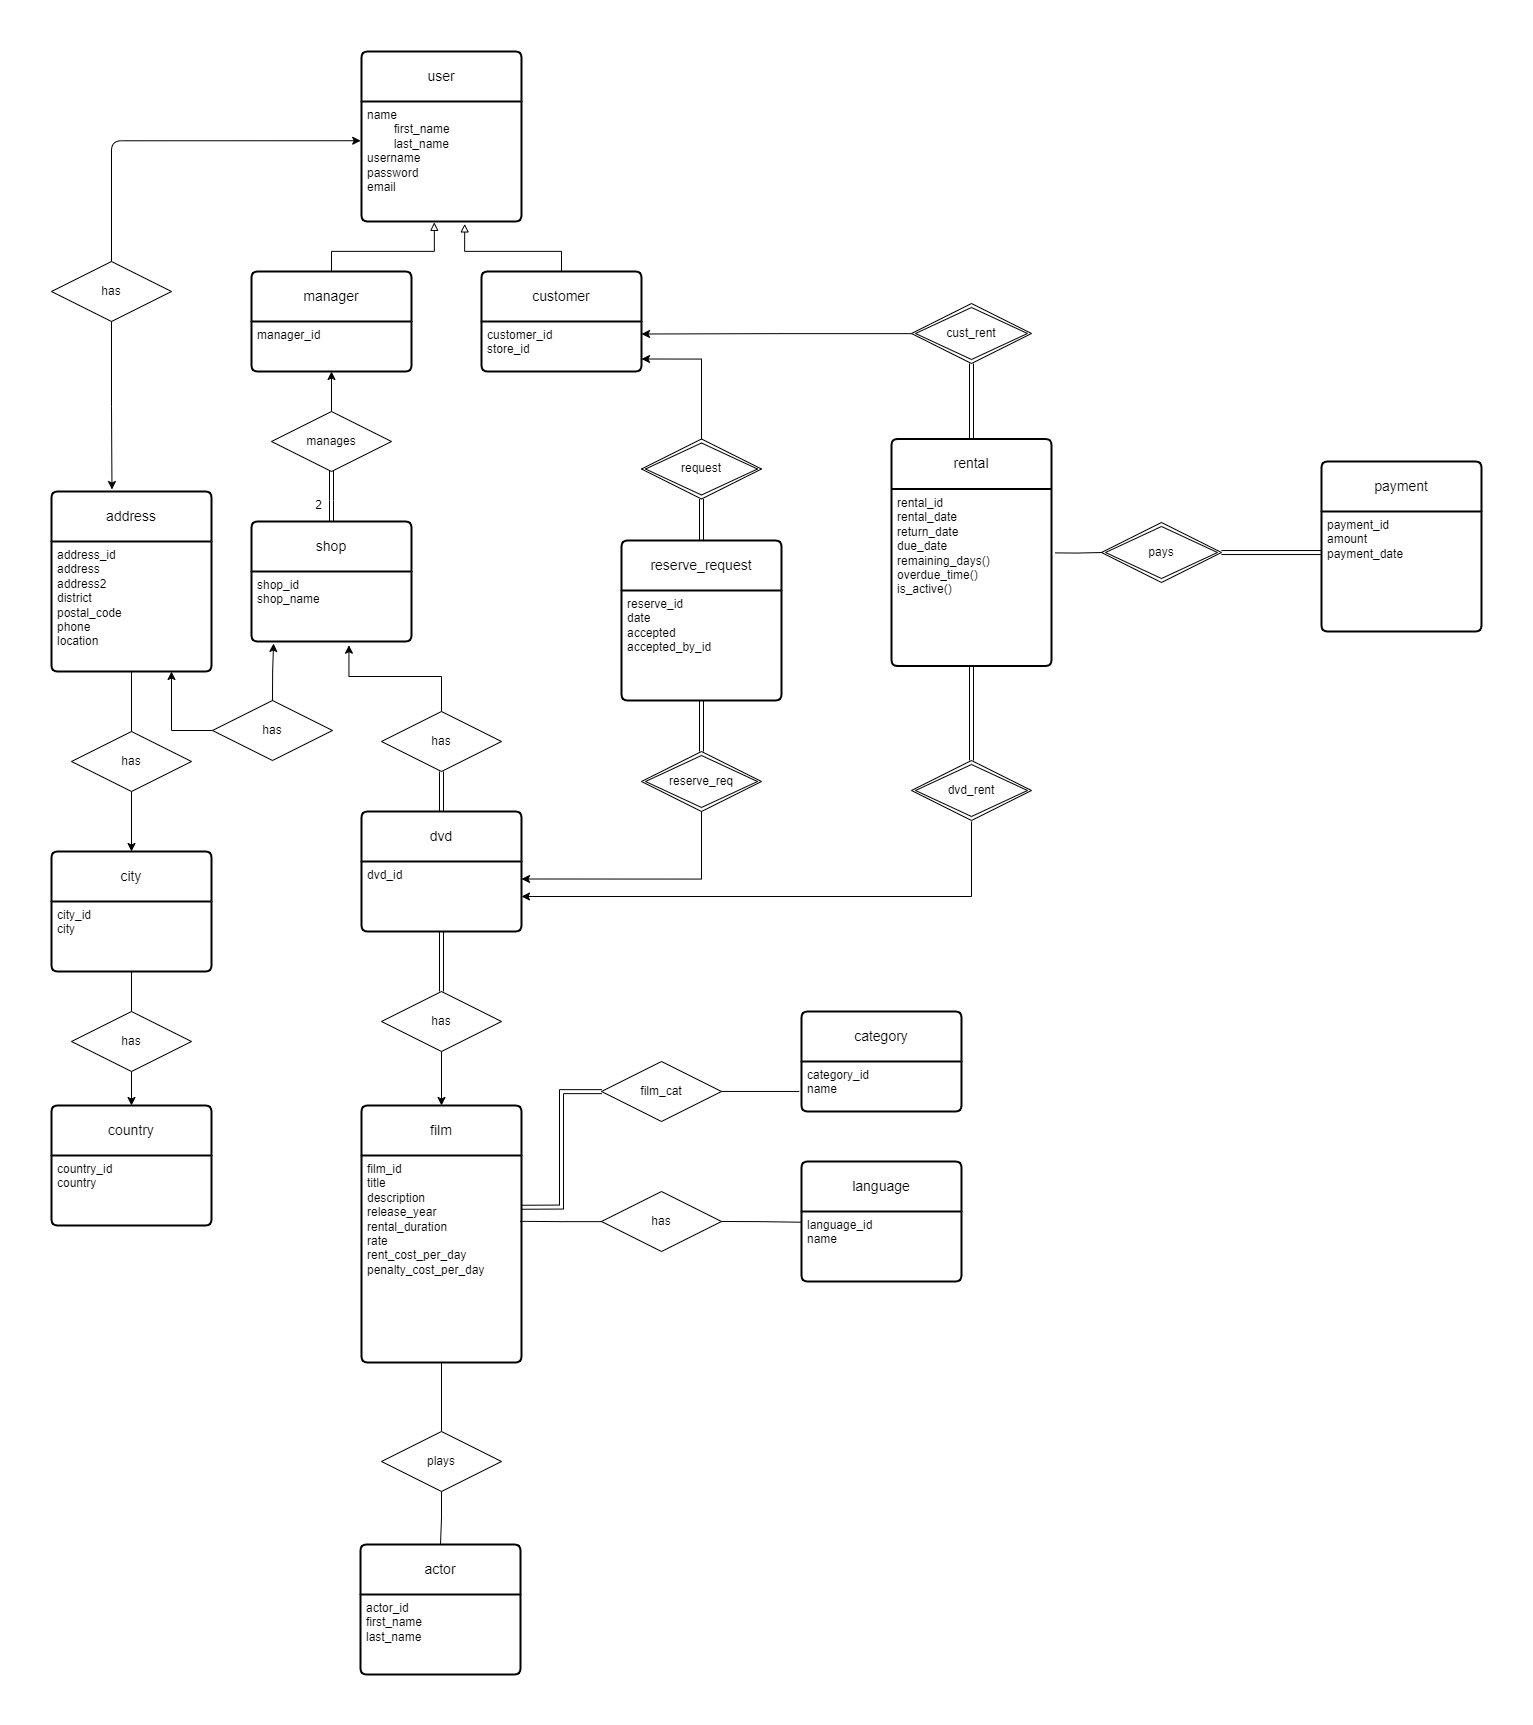 user
name
first_name
last_name
username
password
email
has
manager
manager_id
customer
customer_id
store_id
cust_rent
manages
2
request
rental
rental_id
rental_date
return_date
due_date
remaining_days()
overdue_time()
is_active()
pays
payment
payment_id
amount
payment_date
address
address_id
address
address2
district
postal_code
phone
location
shop
shop_id
shop_name
reserve_request
reserve_id
date
accepted
accepted_by_id
has
has
has
reserve_req
dvd_rent
dvd
dvd_id
city
city_id
city
has
has
country
country_id
country
film
film_id
title
description
release_year
rental_duration
rate
rent_cost_per_day
penalty_cost_per_day
film_cat
category
category_id
name
has
language
language_id
name
plays
actor
actor_id
first_name
last_name